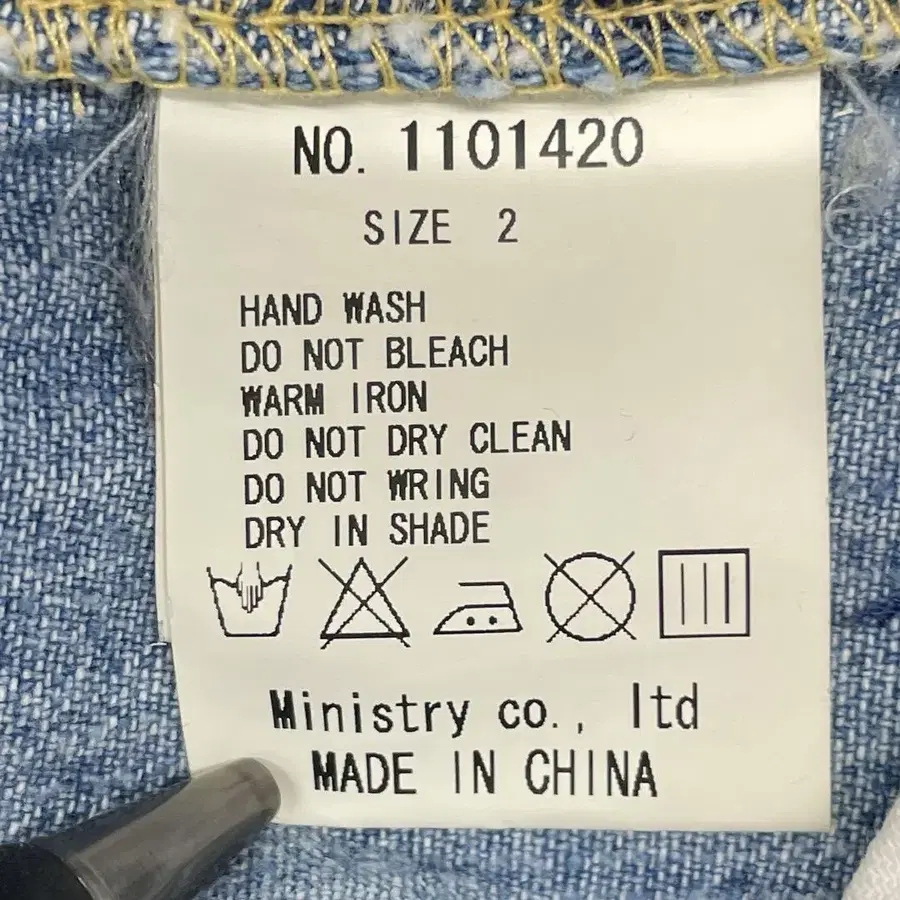 NO. 1101420
SIZE 2
HAND WASH
DO NOT BLEACH
WARM IRON
DO NOT DRY CLEAN
DO NOT WRING
DRY IN SHADE
Ministry co., ltd
MADE IN CHINA